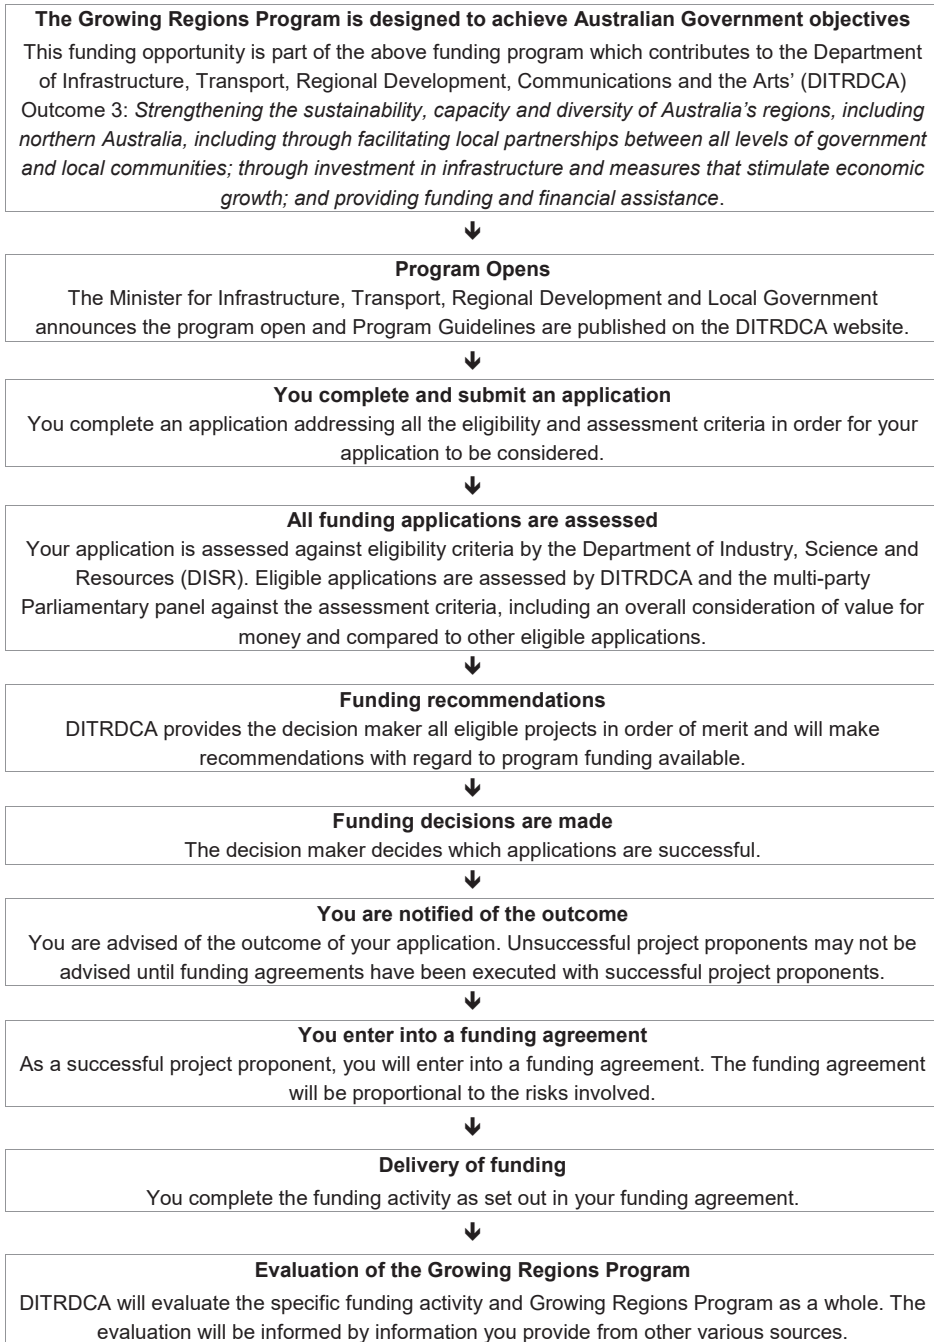 The Growing Regions Program is designed to achieve Australian Government objectives
This funding opportunity is part of the above funding program which contributes to the Department
of Infrastructure, Transport, Regional Development, Communications and the Arts’ (DITRDCA)
Outcome 3: Strengthening the sustainability, capacity and diversity of Australia’s regions, including
northern Australia, including through facilitating local partnerships between all levels of government
and local communities; through investment in infrastructure and measures that stimulate economic
growth; and providing funding and financial assistance.
Program Opens
The Minister for Infrastructure, Transport, Regional Development and Local Government
announces the program open and Program Guidelines are published on the DITRDCA website.
You complete and submit an application
You complete an application addressing all the eligibility and assessment criteria in order for your
application to be considered.
All funding applications are assessed
Your application is assessed against eligibility criteria by the Department of Industry, Science and
Resources (DISR). Eligible applications are assessed by DITRDCA and the multi-party
Parliamentary panel against the assessment criteria, including an overall consideration of value for
money and compared to other eligible applications.
Funding recommendations
DITRDCA provides the decision maker all eligible projects in order of merit and will make
recommendations with regard to program funding available.
Funding decisions are made
The decision maker decides which applications are successful.
You are notified of the outcome
You are advised of the outcome of your application. Unsuccessful project proponents may not be
advised until funding agreements have been executed with successful project proponents.
You enter into a funding agreement
As a successful project proponent, you will enter into a funding agreement. The funding agreement
will be proportional to the risks involved.
Delivery of funding
You complete the funding activity as set out in your funding agreement.
Evaluation of the Growing Regions Program
DITRDCA will evaluate the specific funding activity and Growing Regions Program as a whole. The
evaluation will be informed by information you provide from other various sources.